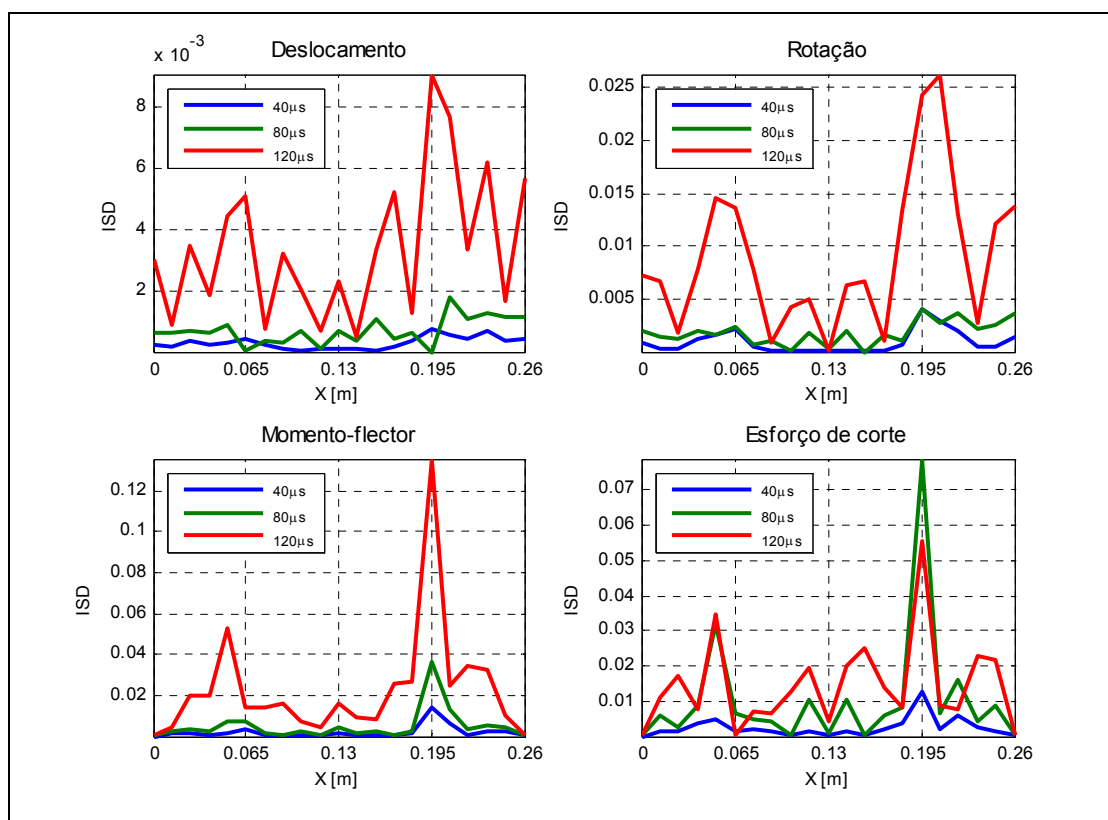 x 10-3
Deslocamento
8
6
4
2
ISD
40μs
80μs
120μs
0 0.065 0.13 0.195 0.26
X [m]
Rotação
0.025
0.02
0.015
0.01
0.005
ISD
40μs
80μs
120μs
0 0.065 0.13 0.195 0.26
X [m]
Momento-flector
0.12
0.1
0.08
0.06
0.04
0.02
ISD
40μs
80μs
120μs
0 0.065 0.13 0.195 0.26
X [m]
Esforço de corte
0.07
0.06
0.05
0.04
0.03
0.02
0.01
ISD
40μs
80μs
120μs
0 0.065 0.13 0.195 0.26
X [m]